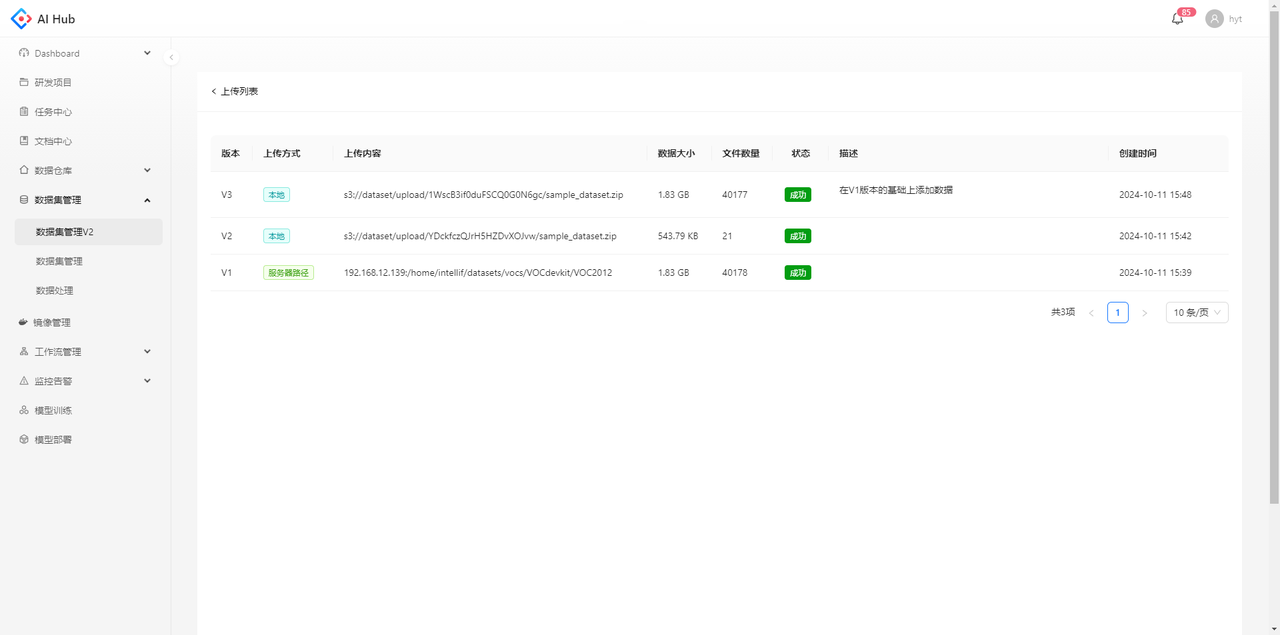 AI Hub
85
hyt
Dashboard
研发项目
任务中心
文档中心
数据仓库
数据集管理
数据集管理V2
数据集管理
数据处理
镜像管理
工作流管理
监控告警
模型训练
模型部署
上传列表
版本 上传方式 上传内容 数据大小 文件数量 状态 描述 创建时间
V3 本地 s3://dataset/upload/1WscB3if0duFSCQ0G0N6gc/sample_dataset.zip 1.83 GB 40177 成功 在V1版本的基础上添加数据 2024-10-11 15:48
V2 本地 s3://dataset/upload/YDckfczQJrH5HZDvXOJvw/sample_dataset.zip 543.79 KB 21 成功 2024-10-11 15:42
V1 服务器路径 192.168.12.139:/home/intellif/datasets/vocs/VOCdevkit/VOC2012 1.83 GB 40178 成功 2024-10-11 15:39
共3项 1 10 条/页